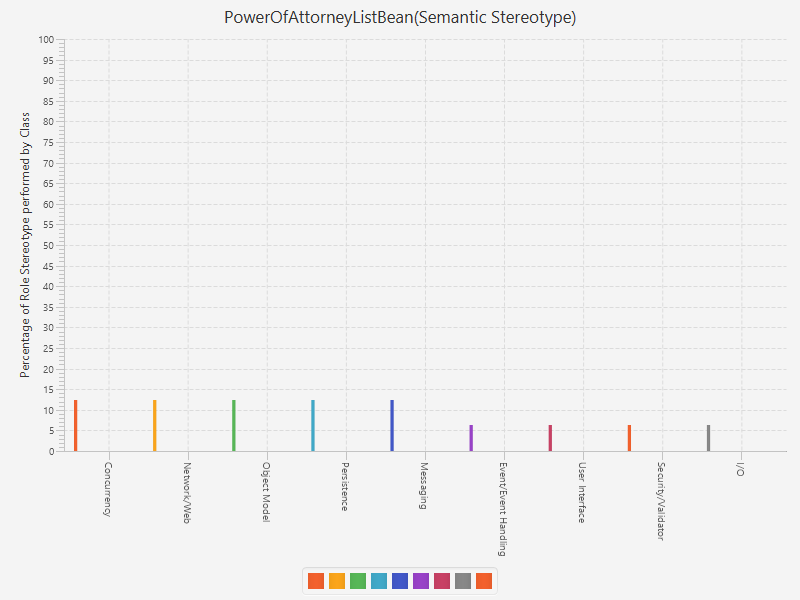 PowerOfAttorneyListBean(Semantic Stereotype)
Percentage of Role Stereotype performed by Class
100
95
90
85
80
75
70
65
60
55
50
45
40
35
30
25
20
15
10
5
0
Concurrency
Network/Web
Object Model
Persistence
Messaging
Event/Event Handling
User Interface
Security/Validator
I/O